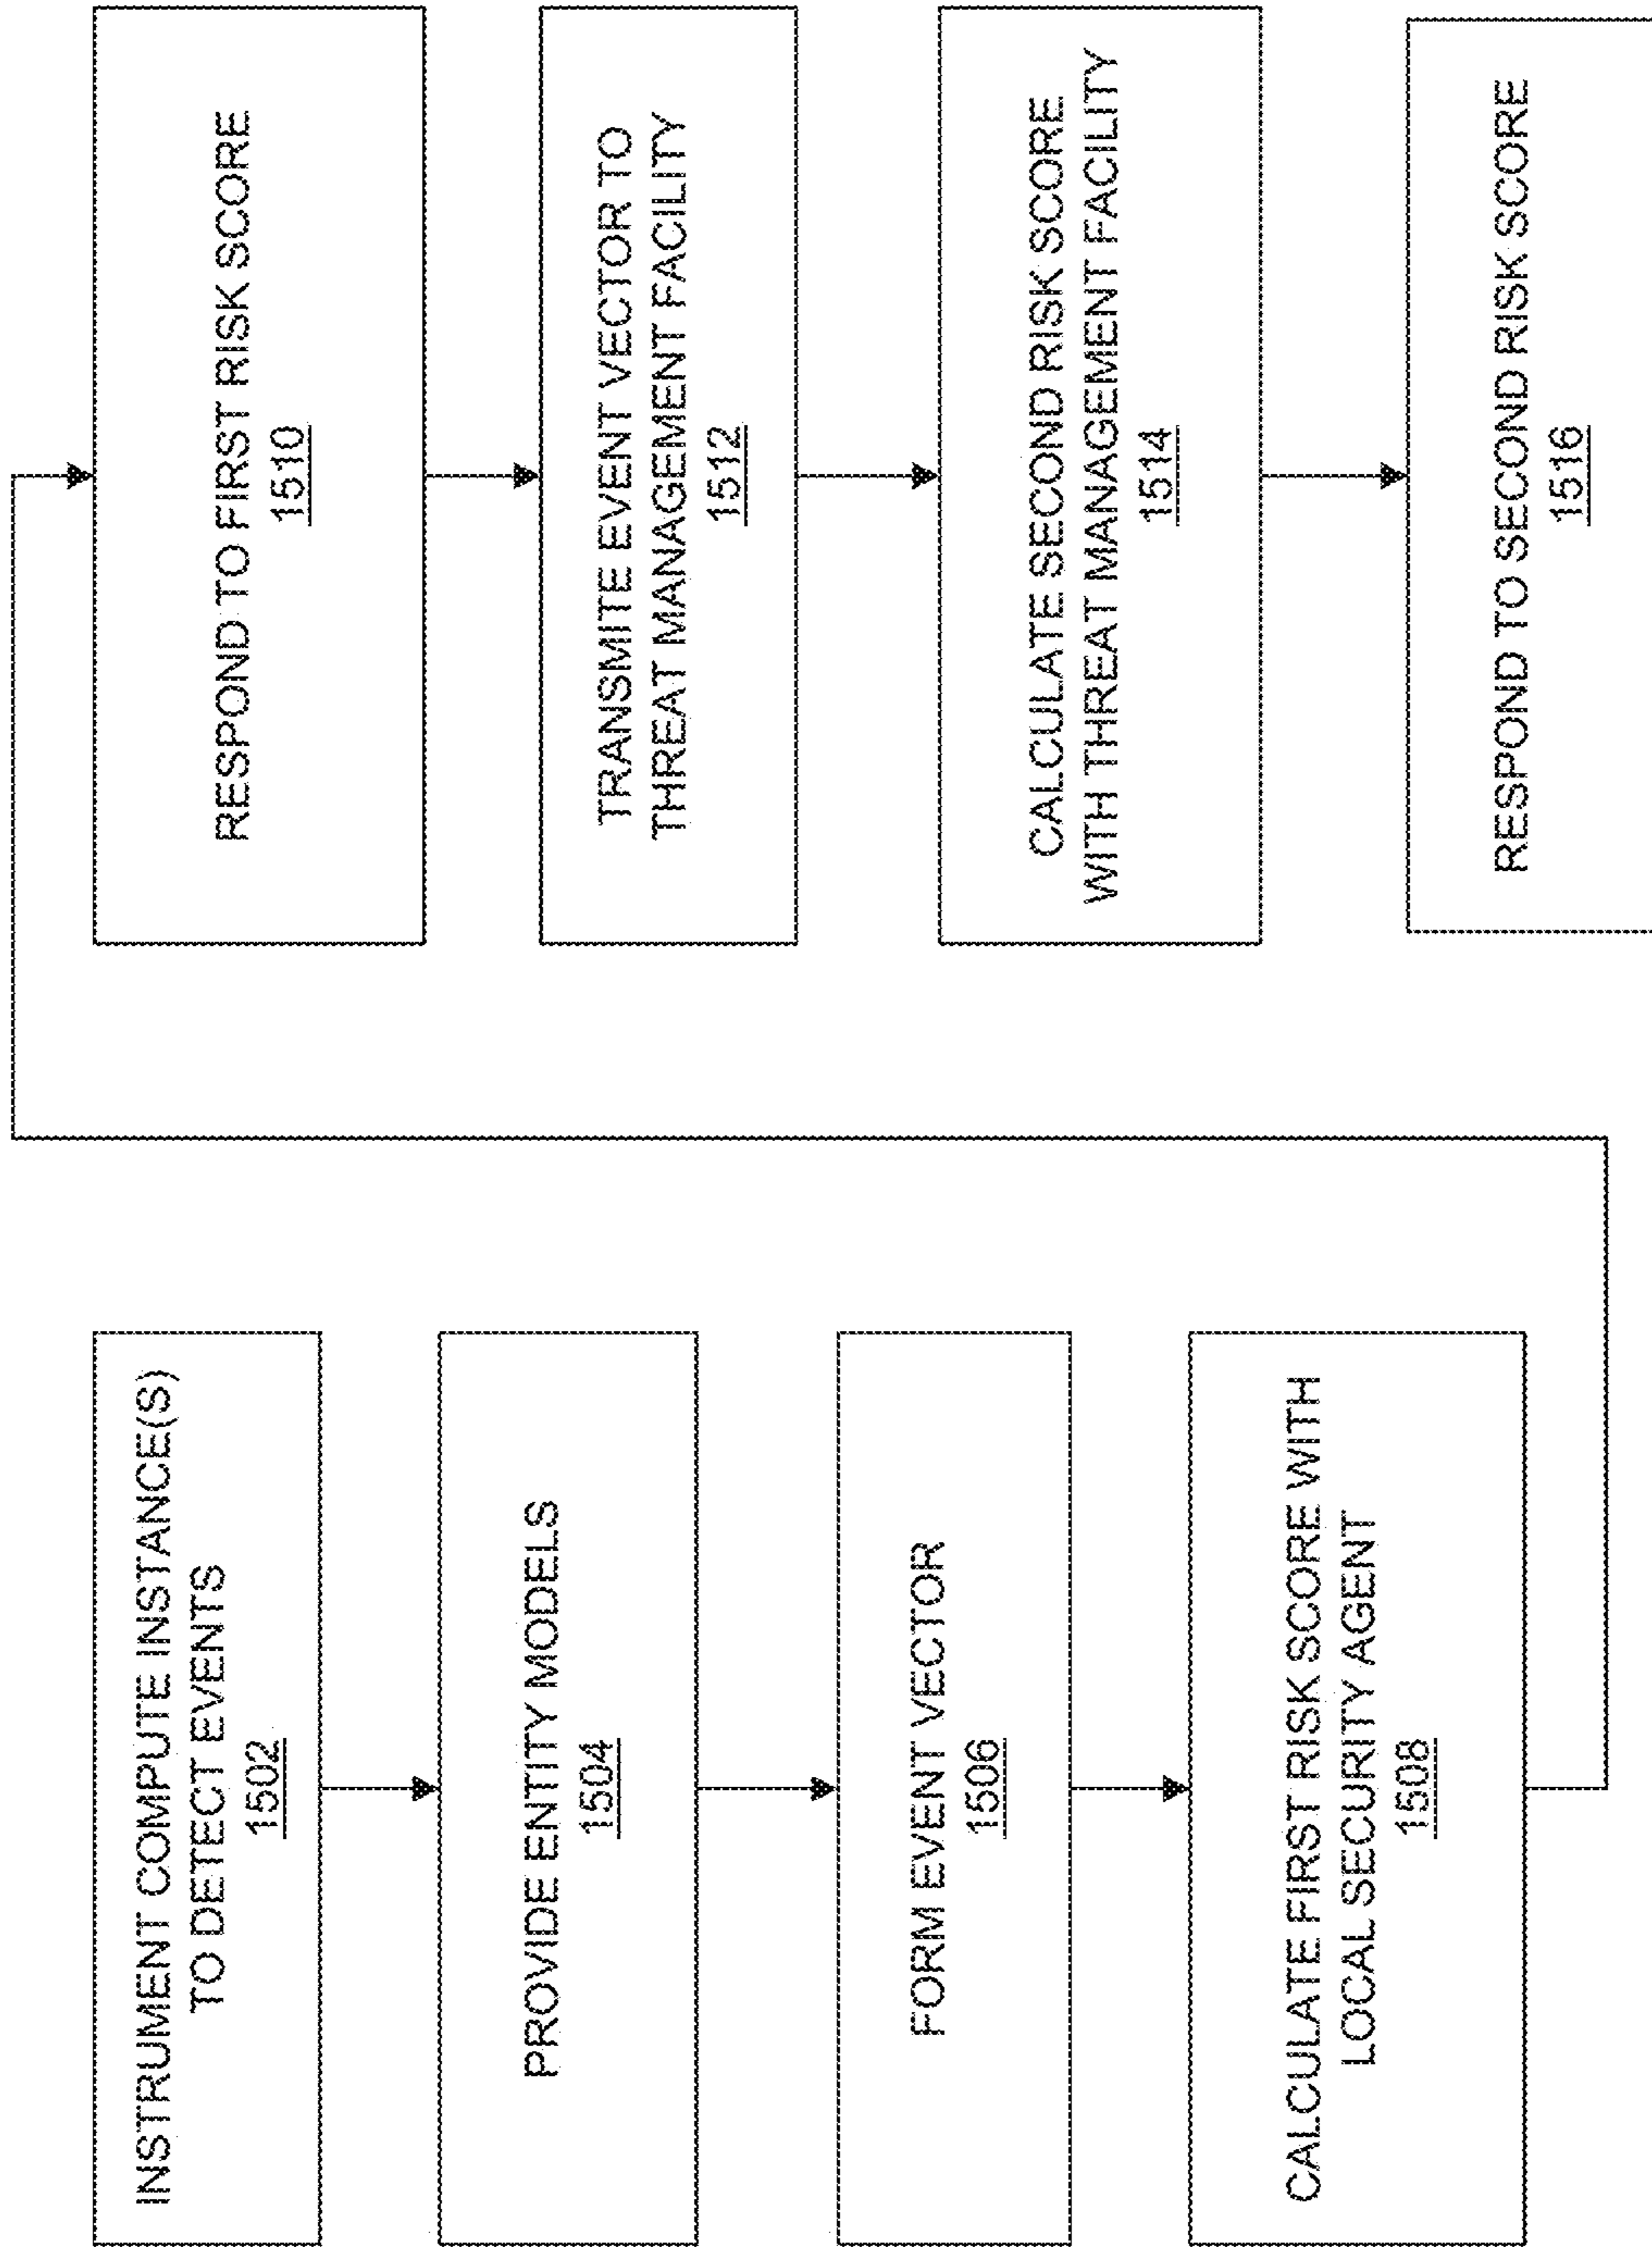 INSTRUMENT COMPUTE INSTANCE(S)
TO DETECT EVENTS
1502
PROVIDE ENTITY MODELS
1504
FORM EVENT VECTOR
1506
CALCULATE FIRST RISK SCORE WITH
LOCAL SECURITY AGENT
1508
RESPOND TO FIRST RISK SCORE
1510
TRANSMITE EVENT VECTOR TO
THREAT MANAGEMENT FACILITY
1512
CALCULATE SECOND RISK SCORE
WITH THREAT MANAGEMENT FACILITY
1514
RESPOND TO SECOND RISK SCORE
1516